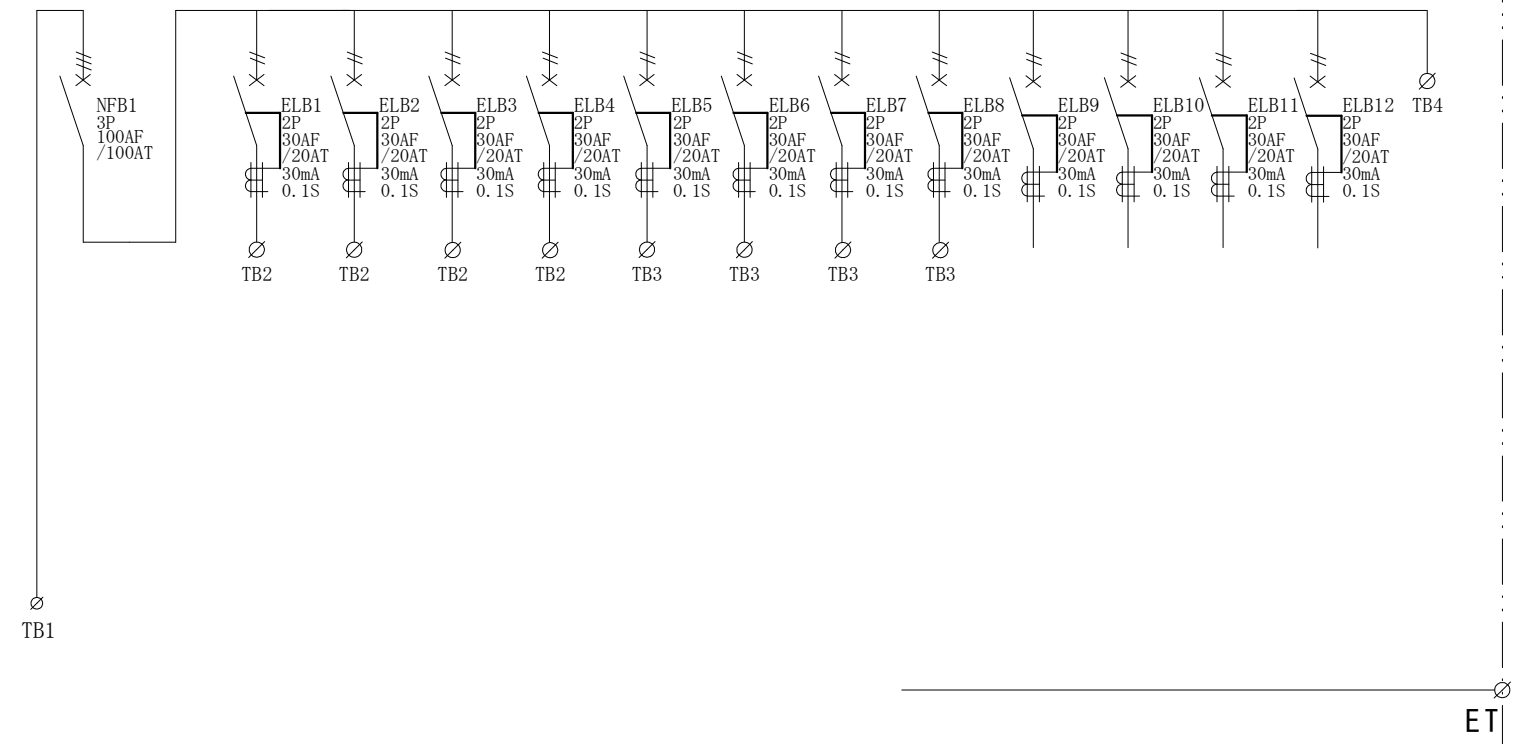 NFB1
3P
100AF
/100AT
ELB1
2P
30AF
/20AT
30mA
0.1S
ELB2
2P
30AF
/20AT
30mA
0.1S
ELB3
2P
30AF
/20AT
30mA
0.1S
ELB4
2P
30AF
/20AT
30mA
0.1S
ELB5
2P
30AF
/20AT
30mA
0.1S
ELB6
2P
30AF
/20AT
30mA
0.1S
ELB7
2P
30AF
/20AT
30mA
0.1S
ELB8
2P
30AF
/20AT
30mA
0.1S
ELB9
2P
30AF
/20AT
30mA
0.1S
ELB10
2P
30AF
/20AT
30mA
0.1S
ELB11
2P
30AF
/20AT
30mA
0.1S
ELB12
2P
30AF
/20AT
30mA
0.1S
TB4
TB2
TB2
TB2
TB2
TB3
TB3
TB3
TB3
TB1
ET